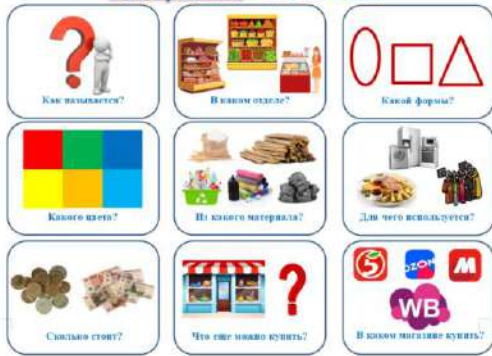 Как называется?
В каком отделе?
Какой формы?
Какого цвета?
Из какого материала?
Для чего используется?
Сколько стоит?
Что еще можно купить?
5
OZON
М
WB
В каком магазине купить?